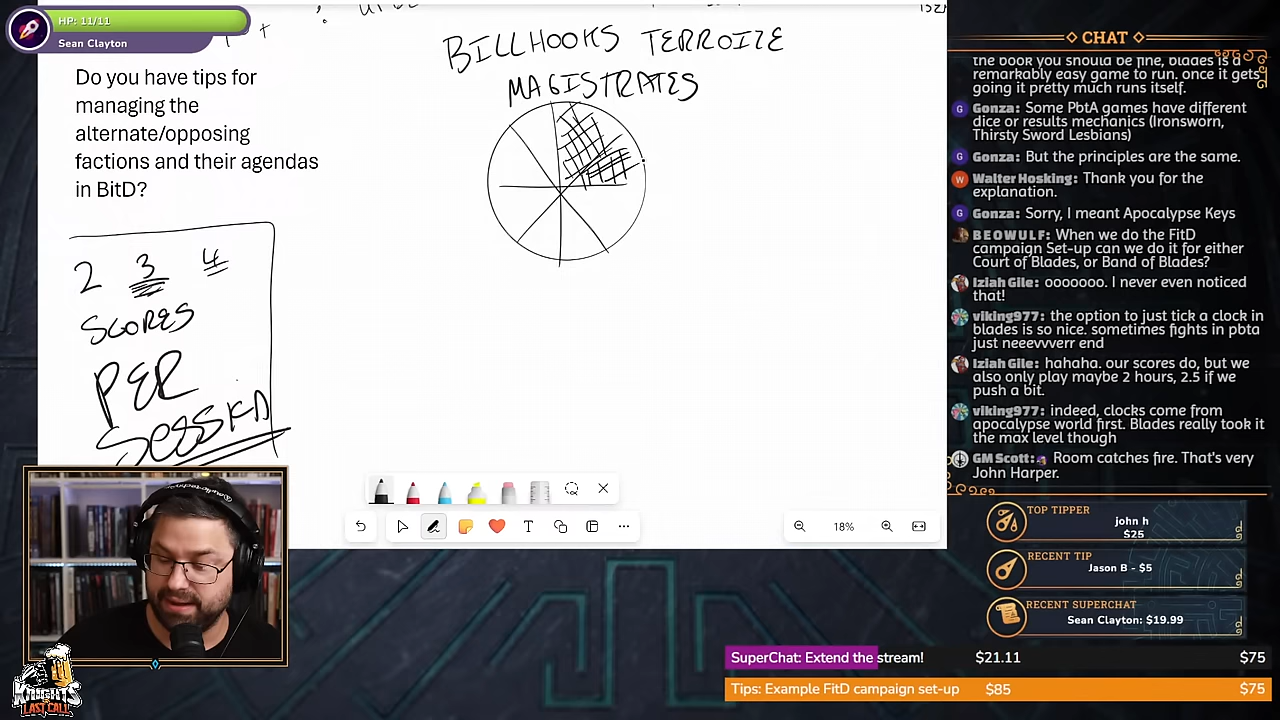 HP: 11/11
Sean Clayton
BILLHOOKS TERROIZE
MAGISTRATES
Do you have tips for
managing the
alternate/opposing
factions and their agendas
in BitD?
2 3 4
SCORES
PER
18%
CHAT
the book you should be fine, blades is a
remarkably easy game to run. once it gets
going it pretty much runs itself.
G Gonza: Some PbtA games have different
dice or results mechanics (Ironsworn,
Thirsty Sword Lesbians)
G Gonza: But the principles are the same.
W Walter Hosking: Thank you for the
explanation.
G Gonza: Sorry, I meant Apocalypse Keys
B E O W U L F: When we do the FitD
campaign Set-up can we do it for either
Court of Blades, or Band of Blades?
Iziah Gile: ooooooo. I never even noticed
that!
viking977: the option to just tick a clock in
blades is so nice. sometimes fights in pbta
just neeevvverr end
Iziah Gile: hahaha. our scores do, but we
also only play maybe 2 hours, 2.5 if we
push a bit.
viking977: indeed, clocks come from
apocalypse world first. Blades really took it
the max level though
GM Scott: Room catches fire. That's very
John Harper.
TOP TIPPER
john h
$25
RECENT TIP
Jason B - $5
RECENT SUPERCHAT
Sean Clayton: $19.99
SuperChat: Extend the stream! $21.11 $75
Tips: Example FitD campaign set-up $85 $75
KNIGHTS
OF LAST CALL